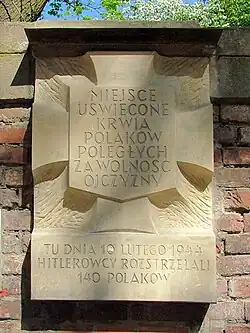 MIEJSCE
UŚWIĘCONE
KRWIĄ
POLAKÓW
POLEGŁYCH
ZA WOLNOŚĆ
OJCZYZNY
TU DNIA 10 LUTEGO 1944
HITLEROWCY ROZSTRZELALI
140 POLAKÓW